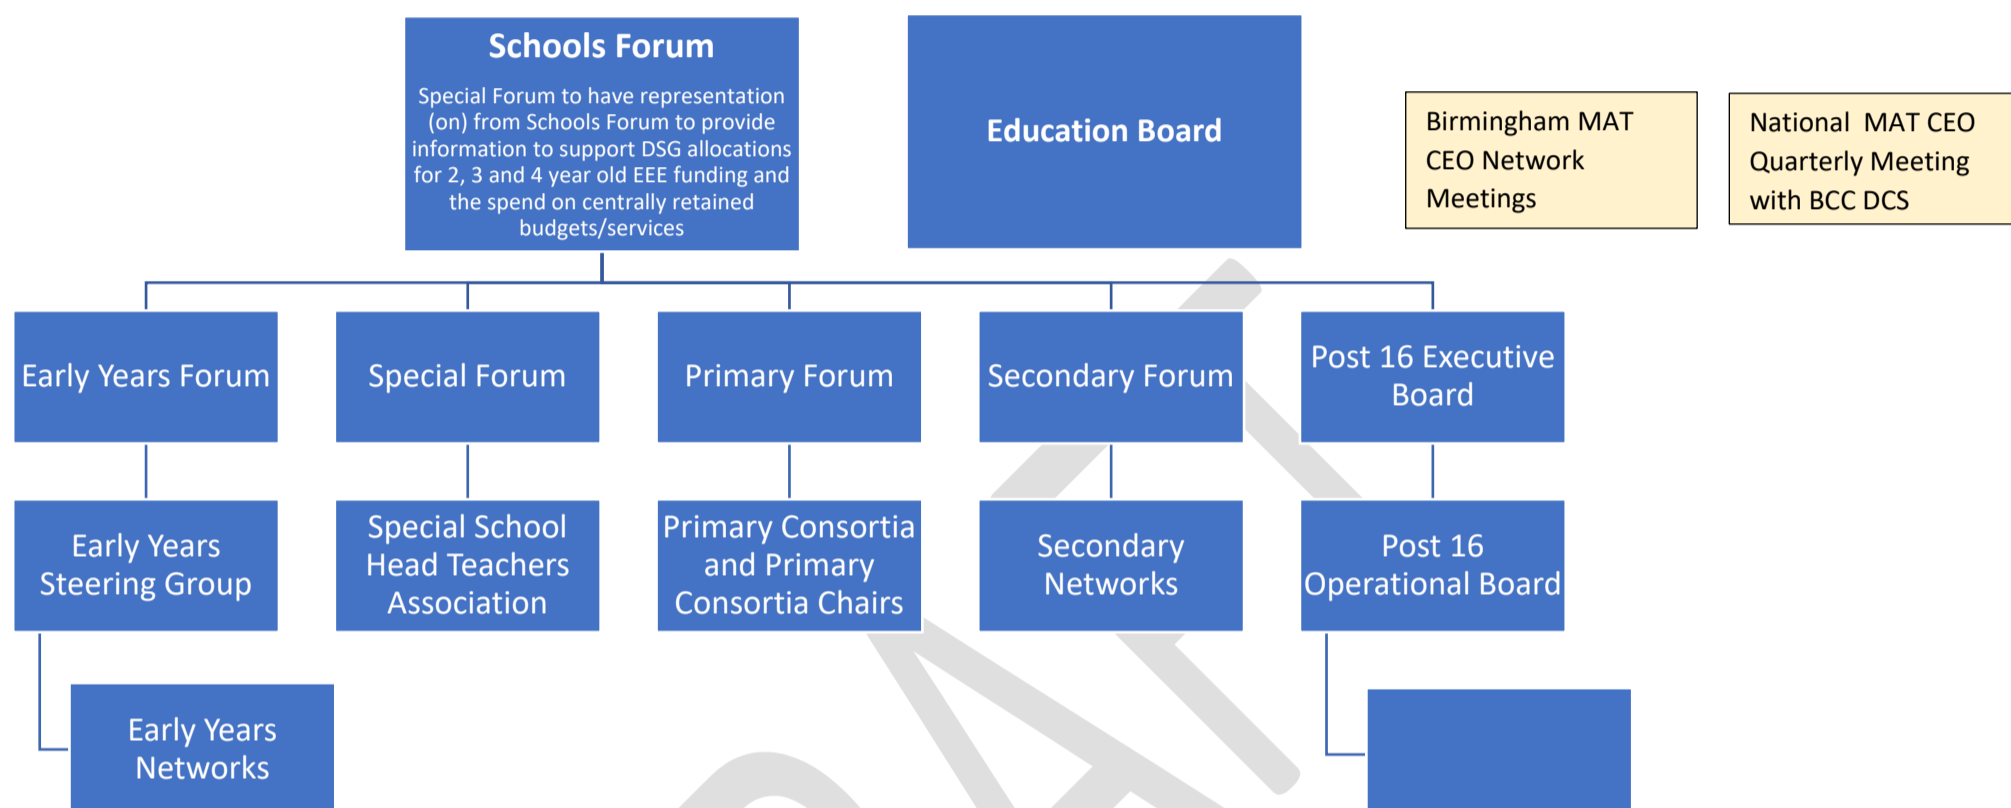 Schools Forum
Special Forum to have representation
(on) from Schools Forum to provide
information to support DSG allocations
for 2, 3 and 4 year old EEE funding and
the spend on centrally retained
budgets/services
Education Board
Birmingham MAT
CEO Network
Meetings
National  MAT CEO
Quarterly Meeting
with BCC DCS
Early Years Forum
Special Forum
Primary Forum
Secondary Forum
Post 16 Executive
Board
Early Years
Steering Group
Special School
Head Teachers
Association
Primary Consortia
and Primary
Consortia Chairs
Secondary
Networks
Post 16
Operational Board
Early Years
Networks